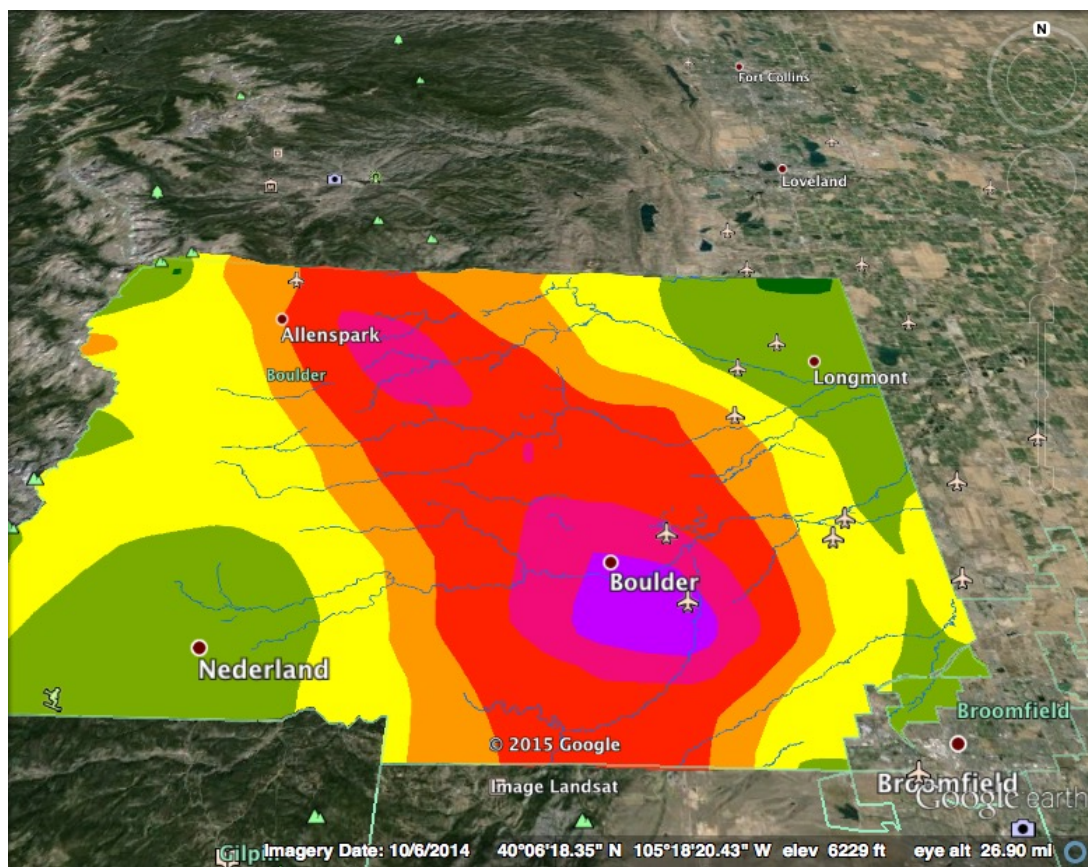 N
Fort Collins
Loveland
Allenspark
Boulder
Longmont
Boulder
Nederland
Broomfield
© 2015 Google
Broomfield
Image Landsat
Google earth
Imagery Date: 10/6/2014 40°06'18.35" N 105°18'20.43" W elev 6229 ft eye alt 26.90 mi